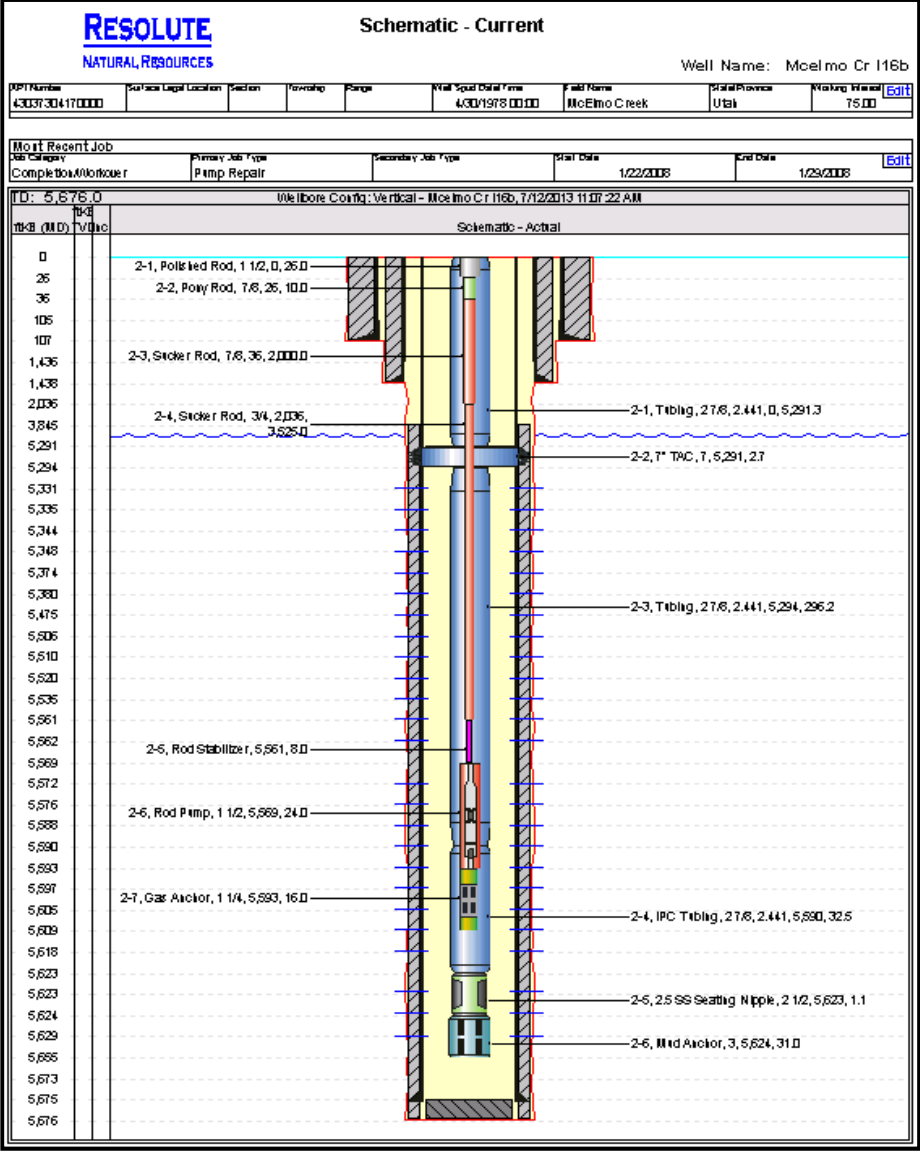 RESOLUTE
NATURAL RESOURCES
Schematic - Current
Well Name: Mcelmo Cr I16b
API Number Surface Legal Location Section Township Range Well Spud Date/Time Field Name State/Province Working Interest Edit
43037304170000 4/30/1978 00:00 McElmo Creek Utah 75.00
Most Recent Job
Job Category Primary Job Type Secondary Job Type Start Date End Date Edit
Completion/Workover Pump Repair 1/22/2008 1/29/2008
TD: 5,676.0 Wellbore Config: Vertical - Mcelmo Cr I16b, 7/12/2013 11:07:22 AM
ftKB (MD) ftKB (TVD) Inc Schematic - Actual
0
26
36
105
107
1,436
1,438
2,036
3,845
5,291
5,294
5,331
5,335
5,344
5,348
5,374
5,380
5,475
5,506
5,510
5,520
5,535
5,561
5,562
5,569
5,572
5,576
5,588
5,590
5,593
5,597
5,605
5,609
5,618
5,623
5,623
5,624
5,629
5,655
5,673
5,675
5,676
2-1, Polished Rod, 1 1/2, 0, 26.0
2-2, Pony Rod, 7/8, 26, 10.0
2-3, Sucker Rod, 7/8, 36, 2,000.0
2-4, Sucker Rod, 3/4, 2,036,
3,525.0
2-5, Rod Stabilizer, 5,561, 8.0
2-6, Rod Pump, 1 1/2, 5,569, 24.0
2-7, Gas Anchor, 1 1/4, 5,593, 16.0
2-1, Tubing, 2 7/8, 2.441, 0, 5,291.3
2-2, 7" TAC, 7, 5,291, 2.7
2-3, Tubing, 2 7/8, 2.441, 5,294, 296.2
2-4, IPC Tubing, 2 7/8, 2.441, 5,590, 32.5
2-5, 2.5 SS Seating Nipple, 2 1/2, 5,623, 1.1
2-6, Mud Anchor, 3, 5,624, 31.0